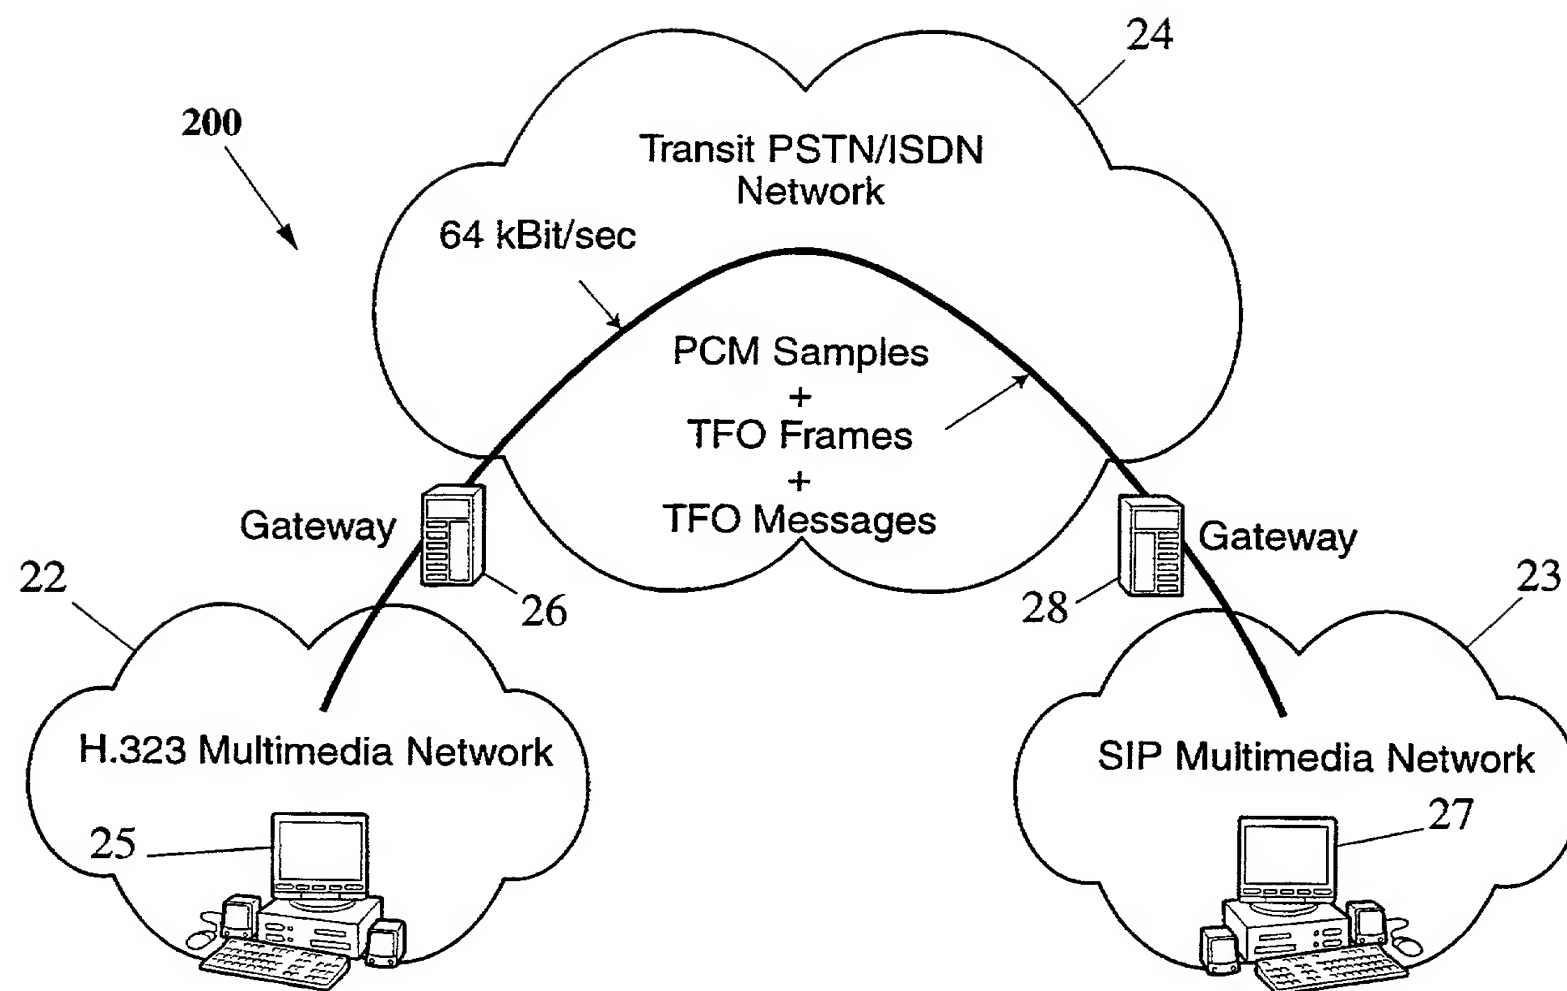 24
200
Transit PSTN/ISDN
Network
64 kBit/sec
PCM Samples
+
TFO Frames
+
TFO Messages
Gateway
Gateway
22
26
28
23
H.323 Multimedia Network
SIP Multimedia Network
25
27